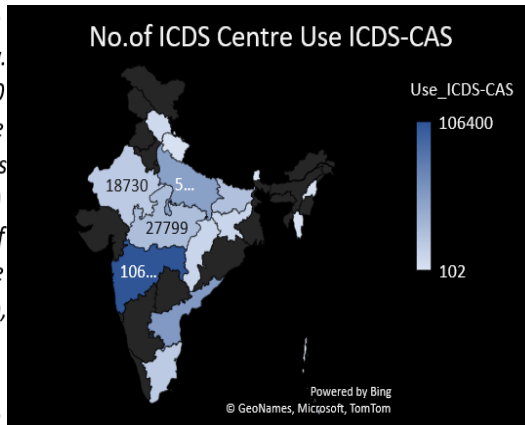 No.of ICDS Centre Use ICDS-CAS
Use_ICDS-CAS
106400
18730
5...
27799
106...
102
Powered by Bing
© GeoNames, Microsoft, TomTom